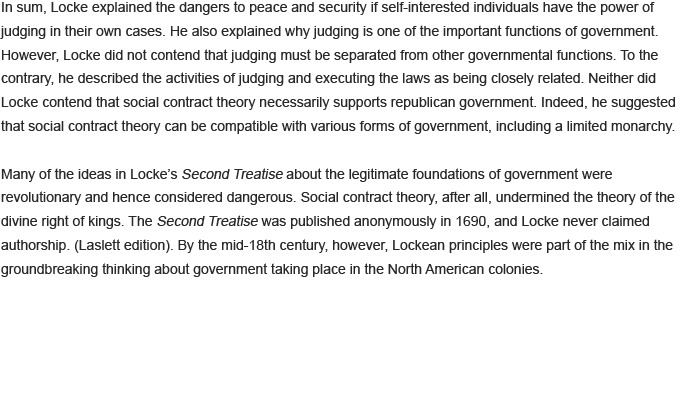 In sum, Locke explained the dangers to peace and security if self-interested individuals have the power of
judging in their own cases. He also explained why judging is one of the important functions of government.
However, Locke did not contend that judging must be separated from other governmental functions. To the
contrary, he described the activities of judging and executing the laws as being closely related. Neither did
Locke contend that social contract theory necessarily supports republican government. Indeed, he suggested
that social contract theory can be compatible with various forms of government, including a limited monarchy.
Many of the ideas in Locke’s Second Treatise about the legitimate foundations of government were
revolutionary and hence considered dangerous. Social contract theory, after all, undermined the theory of the
divine right of kings. The Second Treatise was published anonymously in 1690, and Locke never claimed
authorship. (Laslett edition). By the mid-18th century, however, Lockean principles were part of the mix in the
groundbreaking thinking about government taking place in the North American colonies.